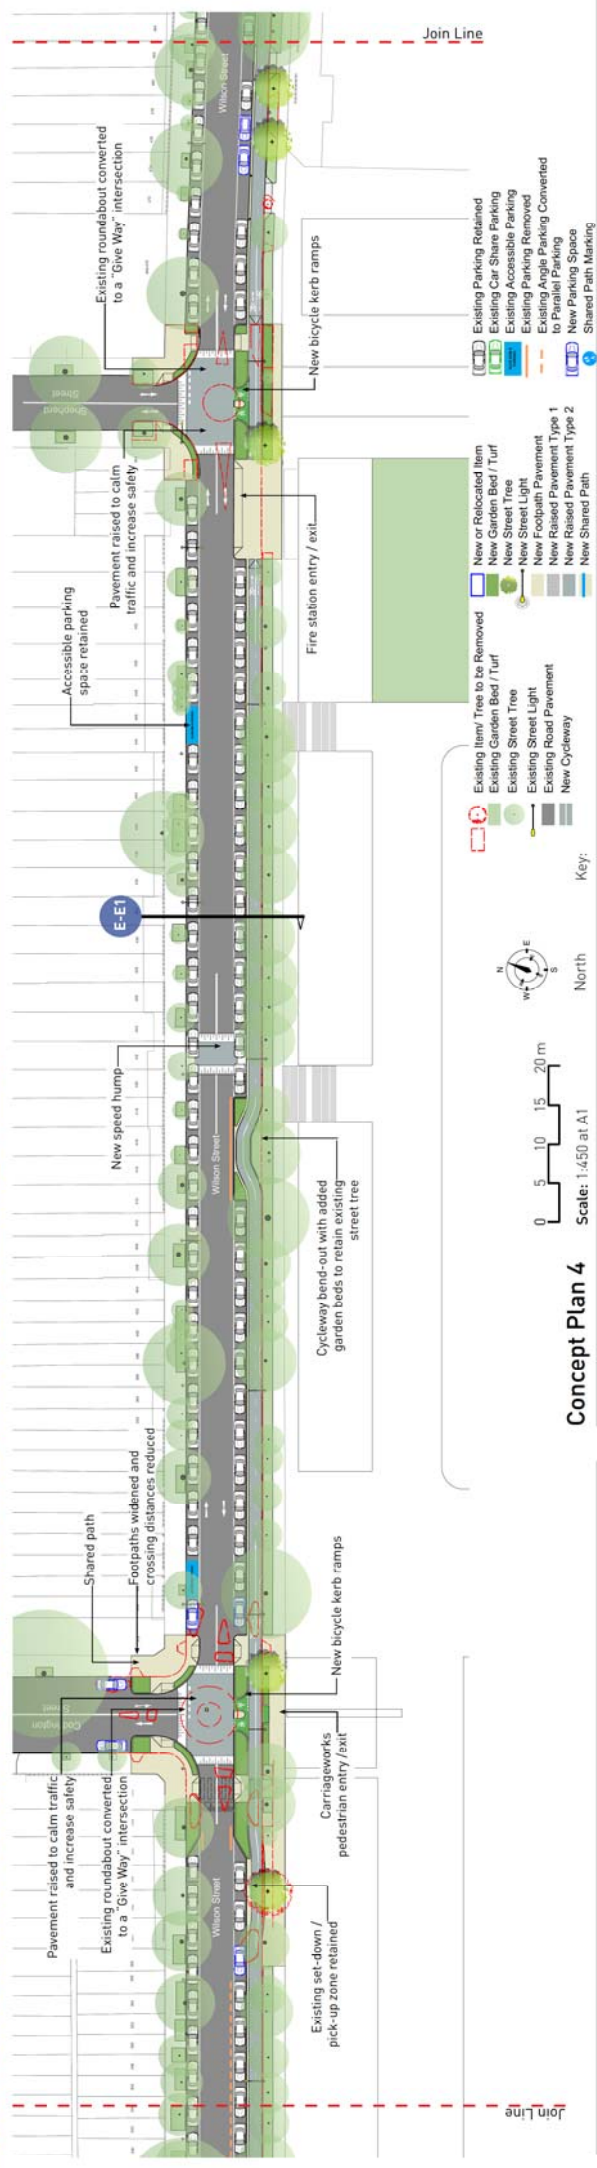 Join Line
Wilson Street
Existing roundabout converted
to a "Give Way" intersection
New bicycle kerb ramps
Shepherd
Street
Pavement raised to calm
traffic and increase safety
Fire station entry / exit
Accessible parking
space retained
E-E1
New speed hump
Wilson Street
Cycleway bend-out with added
garden beds to retain existing
street tree
Footpaths widened and
crossing distances reduced
Shared path
New bicycle kerb ramps
Codrington
Street
Carriageworks
pedestrian entry /exit
Pavement raised to calm traffic
and increase safety
Existing roundabout converted
to a "Give Way" intersection
Wilson Street
Existing set-down /
pick-up zone retained
Join Line
Concept Plan 4
0 5 10 15 20 m
Scale: 1:450 at A1
N
E
S
W
North
Key:
Existing Item/ Tree to be Removed
Existing Garden Bed / Turf
Existing Street Tree
Existing Street Light
Existing Road Pavement
New Cycleway
New or Relocated Item
New Garden Bed / Turf
New Street Tree
New Street Light
New Footpath Pavement
New Raised Pavement Type 1
New Raised Pavement Type 2
New Shared Path
Existing Parking Retained
Existing Car Share Parking
Existing Accessible Parking
Existing Parking Removed
Existing Angle Parking Converted
to Parallel Parking
New Parking Space
Shared Path Marking